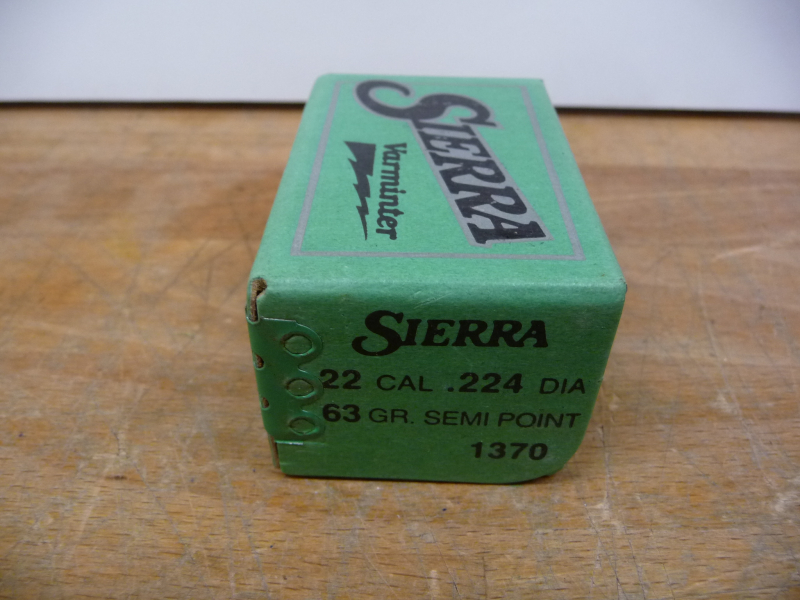 SIERRA
Varminter
SIERRA
22 CAL .224 DIA
63 GR. SEMI POINT
1370